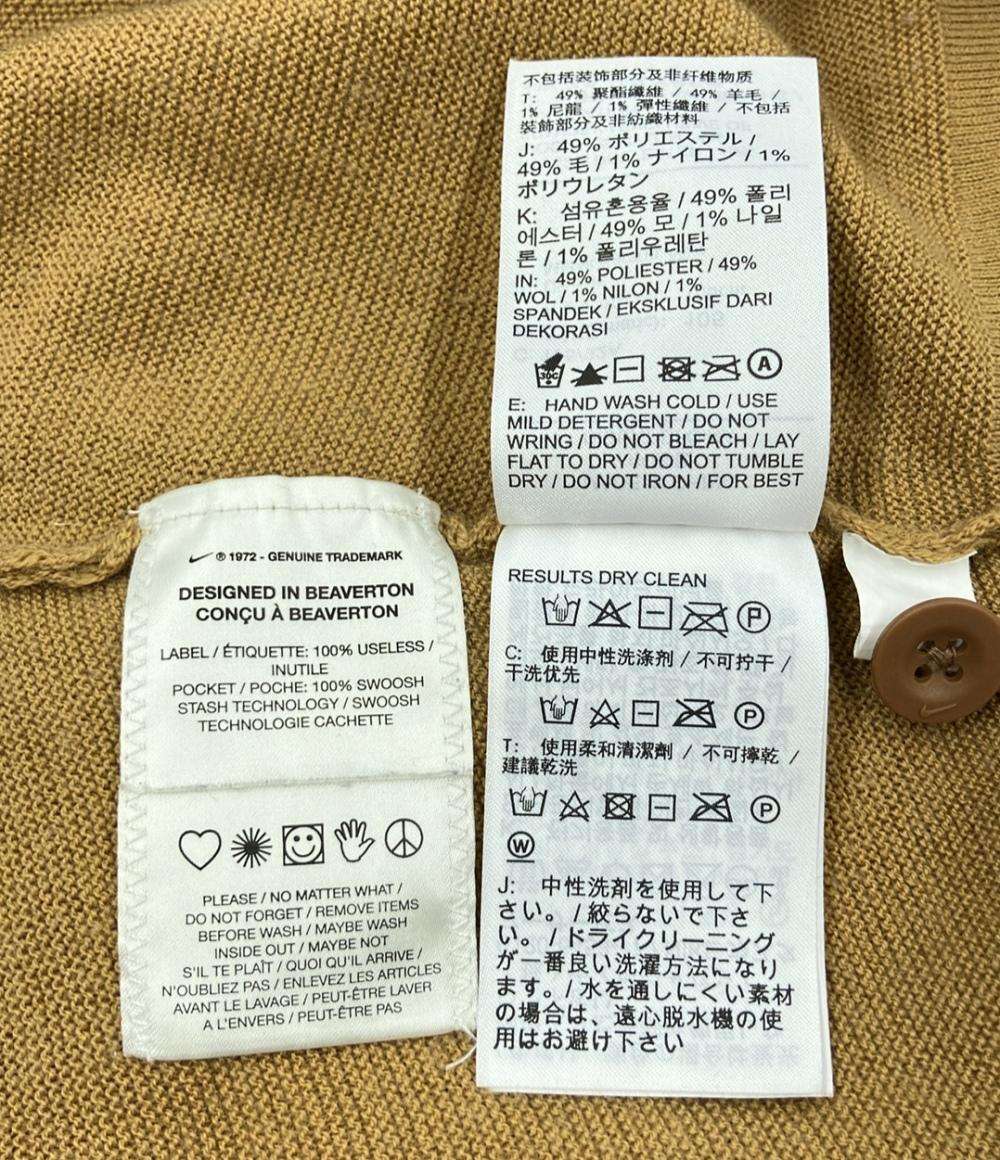 ® 1972 - GENUINE TRADEMARK
DESIGNED IN BEAVERTON
CONÇU À BEAVERTON
LABEL / ÉTIQUETTE: 100% USELESS /
INUTILE
POCKET / POCHE: 100% SWOOSH
STASH TECHNOLOGY / SWOOSH
TECHNOLOGIE CACHETTE
PLEASE / NO MATTER WHAT /
DO NOT FORGET / REMOVE ITEMS
BEFORE WASH / MAYBE WASH
INSIDE OUT / MAYBE NOT
S'IL TE PLAÎT / QUOI QU'IL ARRIVE /
N'OUBLIEZ PAS / ENLEVEZ LES ARTICLES
AVANT LE LAVAGE / PEUT-ÊTRE LAVER
A L'ENVERS / PEUT-ÊTRE PAS
不包括装饰部分及非纤维物质
T: 49% 聚酯纖維 / 49% 羊毛 /
1% 尼龍 / 1% 彈性纖維 / 不包括
裝飾部分及非紡織材料
J: 49% ポリエステル /
49% 毛 / 1% ナイロン / 1%
ポリウレタン
K: 섬유혼용율 / 49% 폴리
에스터 / 49% 모 / 1% 나일
론 / 1% 폴리우레탄
IN: 49% POLIESTER / 49%
WOL / 1% NILON / 1%
SPANDEK / EKSKLUSIF DARI
DEKORASI
30C A
E: HAND WASH COLD / USE
MILD DETERGENT / DO NOT
WRING / DO NOT BLEACH / LAY
FLAT TO DRY / DO NOT TUMBLE
DRY / DO NOT IRON / FOR BEST
RESULTS DRY CLEAN
P
C: 使用中性洗涤剂 / 不可拧干 /
干洗优先
P
T: 使用柔和清潔劑 / 不可擰乾 /
建議乾洗
P
W
J: 中性洗剤を使用して下
さい。 / 絞らないで下さ
い。 / ドライクリーニング
が一番良い洗濯方法になり
ます。/ 水を通しにくい素材
の場合は、遠心脱水機の使
用はお避け下さい